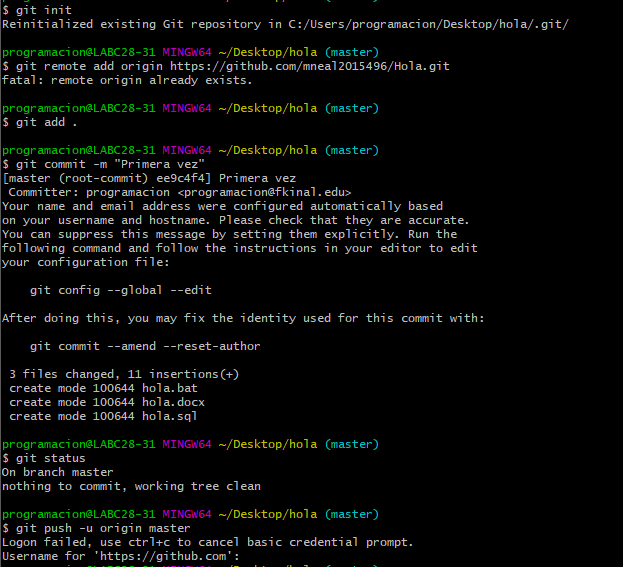 $ git init
Reinitialized existing Git repository in C:/Users/programacion/Desktop/hola/.git/
programacion@LABC28-31 MINGW64 ~/Desktop/hola (master)
$ git remote add origin https://github.com/mneal2015496/Hola.git
fatal: remote origin already exists.
programacion@LABC28-31 MINGW64 ~/Desktop/hola (master)
$ git add .
programacion@LABC28-31 MINGW64 ~/Desktop/hola (master)
$ git commit -m "Primera vez"
[master (root-commit) ee9c4f4] Primera vez
 Committer: programacion <programacion@fkinal.edu>
Your name and email address were configured automatically based
on your username and hostname. Please check that they are accurate.
You can suppress this message by setting them explicitly. Run the
following command and follow the instructions in your editor to edit
your configuration file:
    git config --global --edit
After doing this, you may fix the identity used for this commit with:
    git commit --amend --reset-author
 3 files changed, 11 insertions(+)
 create mode 100644 hola.bat
 create mode 100644 hola.docx
 create mode 100644 hola.sql
programacion@LABC28-31 MINGW64 ~/Desktop/hola (master)
$ git status
On branch master
nothing to commit, working tree clean
programacion@LABC28-31 MINGW64 ~/Desktop/hola (master)
$ git push -u origin master
Logon failed, use ctrl+c to cancel basic credential prompt.
Username for 'https://github.com':